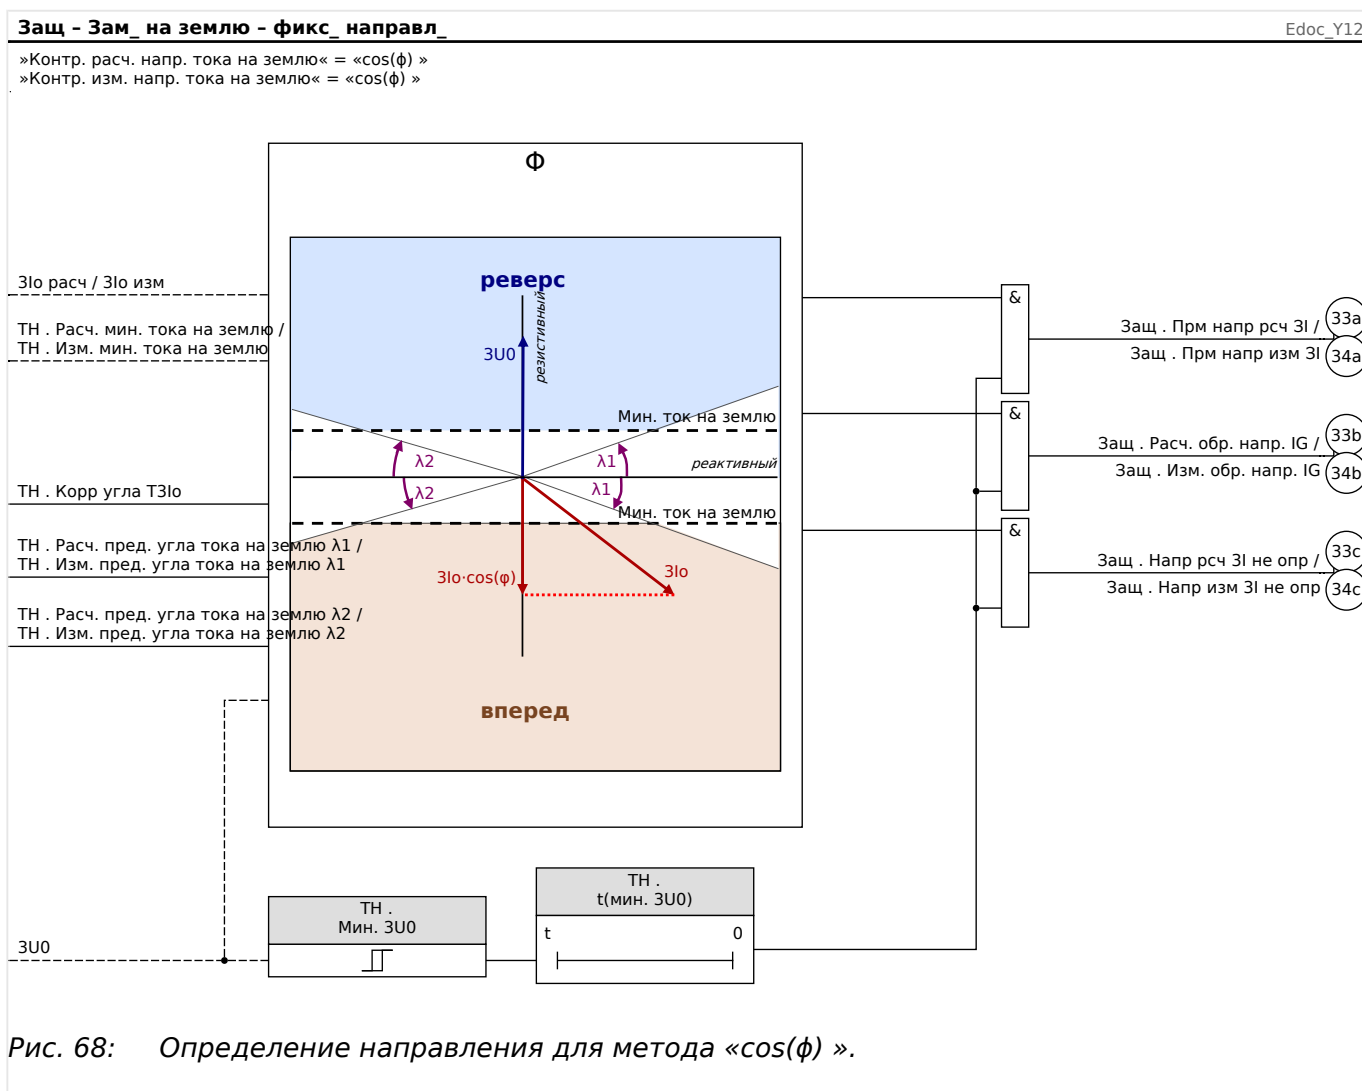 Защ – Зам_ на землю – фикс_ направл_
Edoc_Y12
»Контр. расч. напр. тока на землю« = «cos(ϕ) »
»Контр. изм. напр. тока на землю« = «cos(ϕ) »
Φ
3Io расч / 3Io изм
ТН . Расч. мин. тока на землю /
ТН . Изм. мин. тока на землю
ТН . Корр угла T3Io
ТН . Расч. пред. угла тока на землю λ1 /
ТН . Изм. пред. угла тока на землю λ1
ТН . Расч. пред. угла тока на землю λ2 /
ТН . Изм. пред. угла тока на землю λ2
3U0
реверс
резистивный
3U0
Мин. ток на землю
λ2
λ1
реактивный
λ2
λ1
Мин. ток на землю
3Io·cos(φ)
3Io
вперед
&
Защ . Прм напр рсч 3I /
33a
Защ . Прм напр изм 3I
34a
&
Защ . Расч. обр. напр. IG /
33b
Защ . Изм. обр. напр. IG
34b
&
Защ . Напр рсч 3I не опр /
33c
Защ . Напр изм 3I не опр
34c
ТН .
Мин. 3U0
ТН .
t(мин. 3U0)
t
0
Рис. 68: Определение направления для метода «cos(ϕ) ».